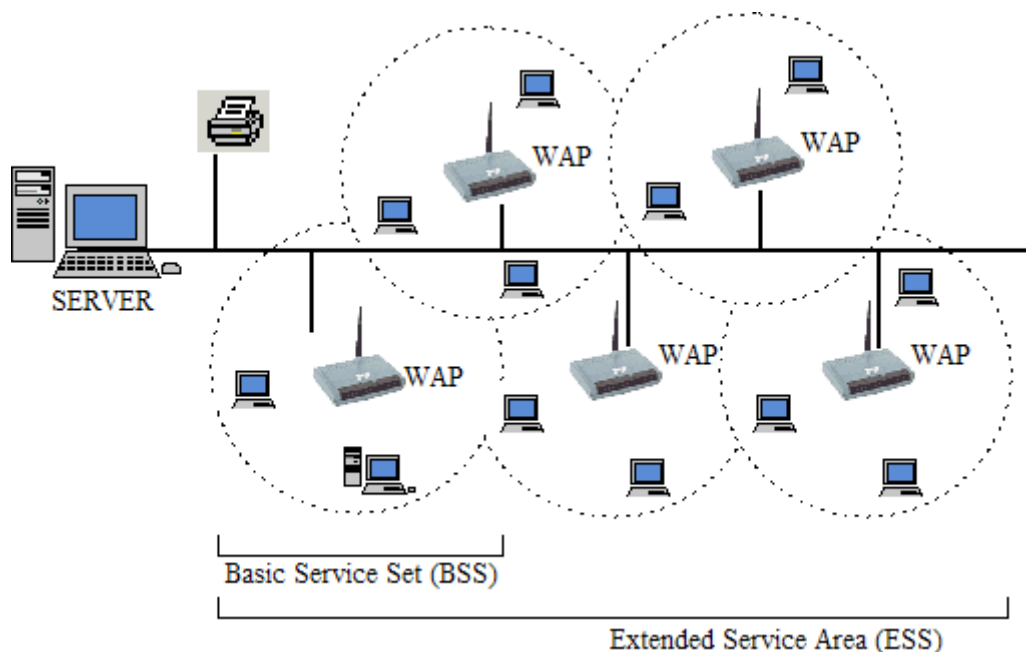 WAP
WAP
SERVER
WAP
WAP
WAP
Basic Service Set (BSS)
Extended Service Area (ESS)